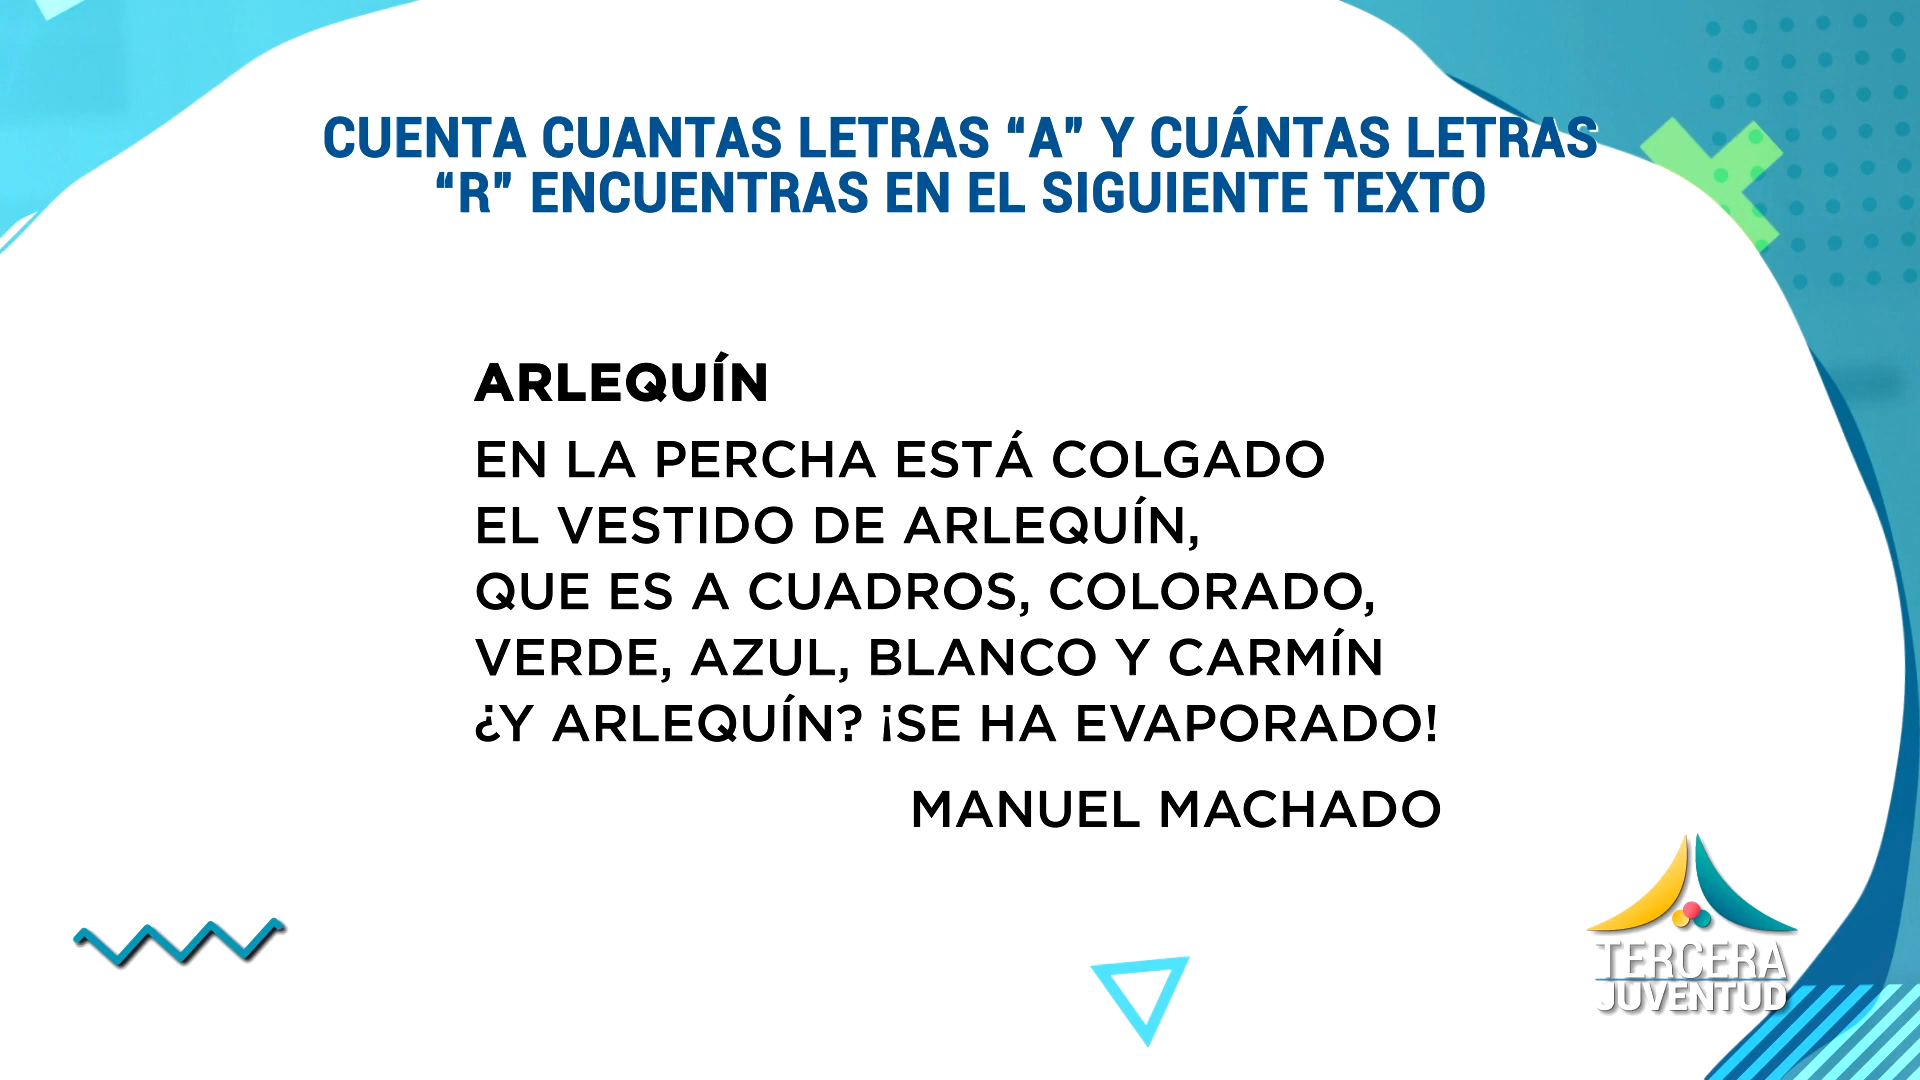 CUENTA CUANTAS LETRAS “A” Y CUÁNTAS LETRAS
“R” ENCUENTRAS EN EL SIGUIENTE TEXTO
ARLEQUÍN
EN LA PERCHA ESTÁ COLGADO
EL VESTIDO DE ARLEQUÍN,
QUE ES A CUADROS, COLORADO,
VERDE, AZUL, BLANCO Y CARMÍN
¿Y ARLEQUÍN? ¡SE HA EVAPORADO!
MANUEL MACHADO
TERCERA
JUVENTUD